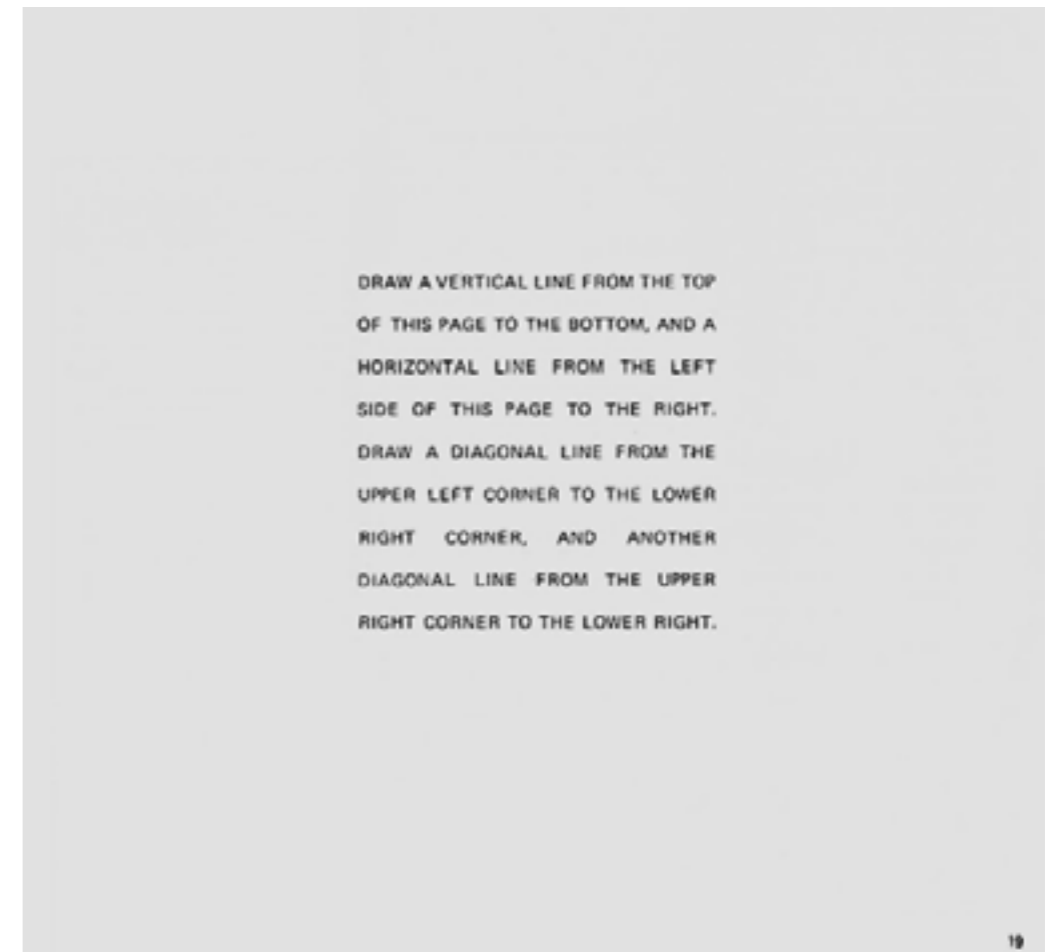 DRAW A VERTICAL LINE FROM THE TOP
OF THIS PAGE TO THE BOTTOM, AND A
HORIZONTAL LINE FROM THE LEFT
SIDE OF THIS PAGE TO THE RIGHT.
DRAW A DIAGONAL LINE FROM THE
UPPER LEFT CORNER TO THE LOWER
RIGHT CORNER, AND ANOTHER
DIAGONAL LINE FROM THE UPPER
RIGHT CORNER TO THE LOWER RIGHT.
19